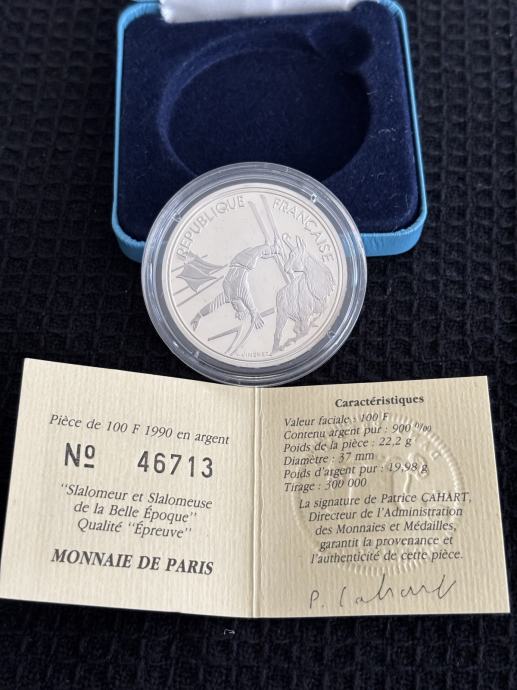 RÉPUBLIQUE FRANÇAISE
Pièce de 100 F 1990 en argent
Nº 46713
"Slalomeur et Slalomeuse
de la Belle Époque"
Qualité "Épreuve"
MONNAIE DE PARIS
Caractéristiques
Valeur faciale : 100 F
Contenu argent pur : 900 ‰
Poids de la pièce : 22,2 g
Diamètre : 37 mm
Poids d'argent pur : 19,98 g
Tirage : 300 000
La signature de Patrice CAHART,
Directeur de l'Administration
des Monnaies et Médailles,
garantit la provenance et
l'authenticité de cette pièce.
P. Cahart